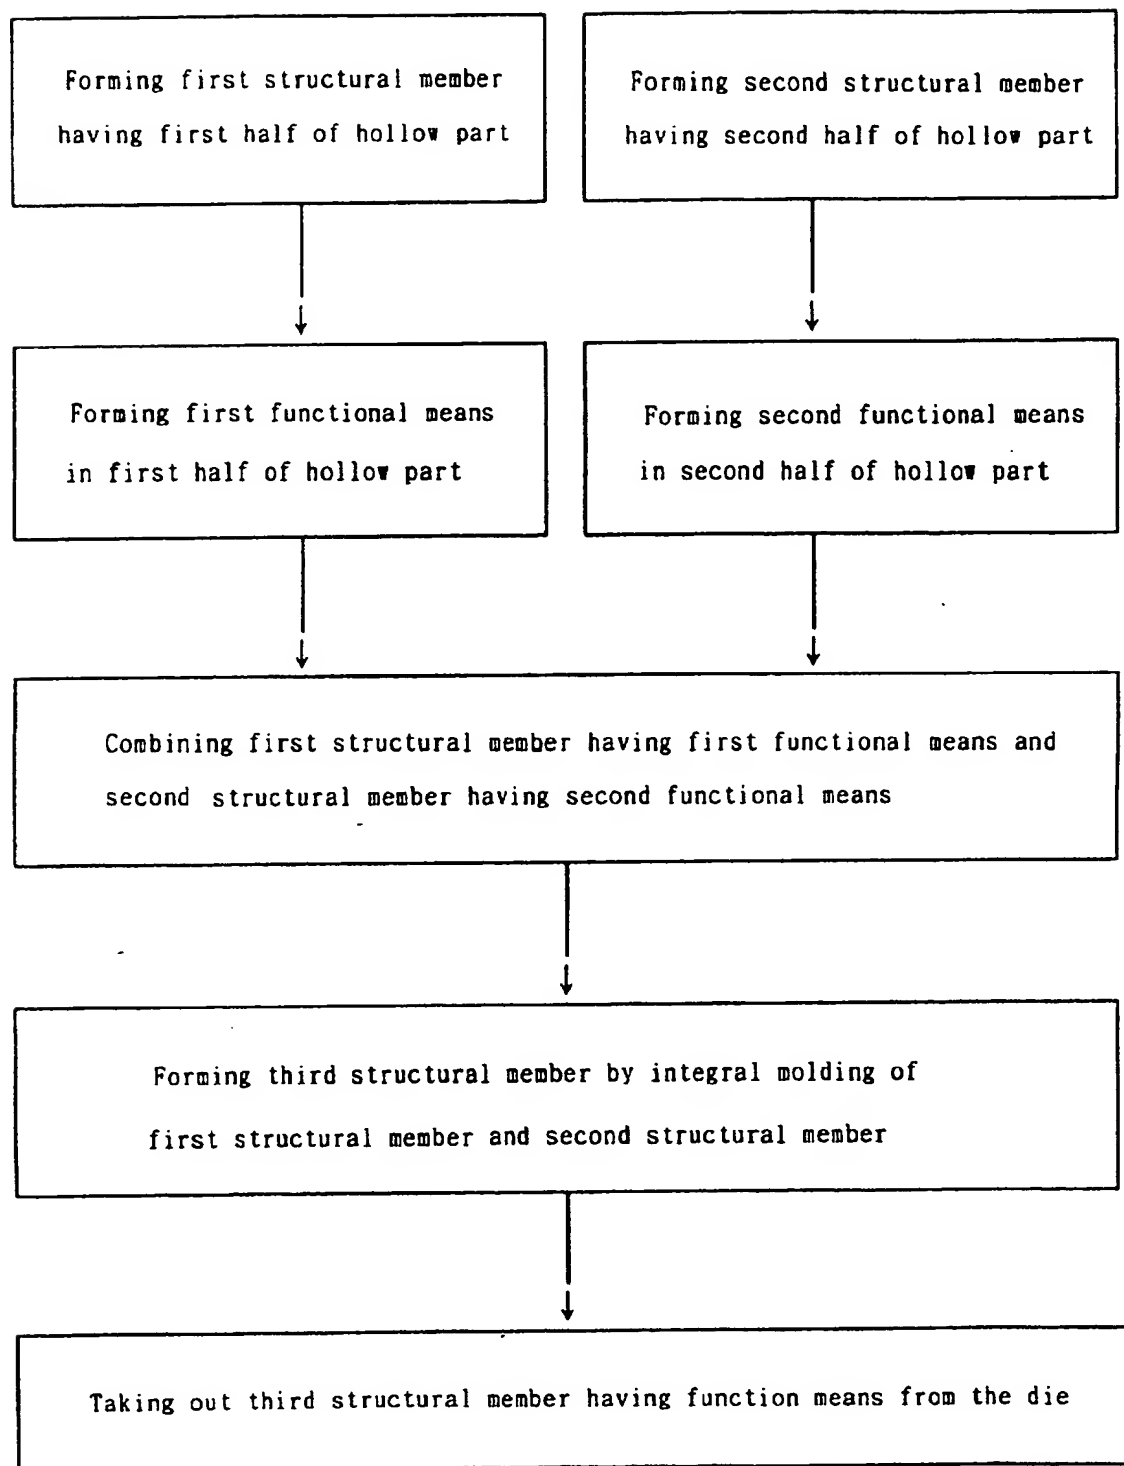 Forming first structural member
having first half of hollow part
Forming second structural member
having second half of hollow part
Forming first functional means
in first half of hollow part
Forming second functional means
in second half of hollow part
Combining first structural member having first functional means and
second structural member having second functional means
Forming third structural member by integral molding of
first structural member and second structural member
Taking out third structural member having function means from the die